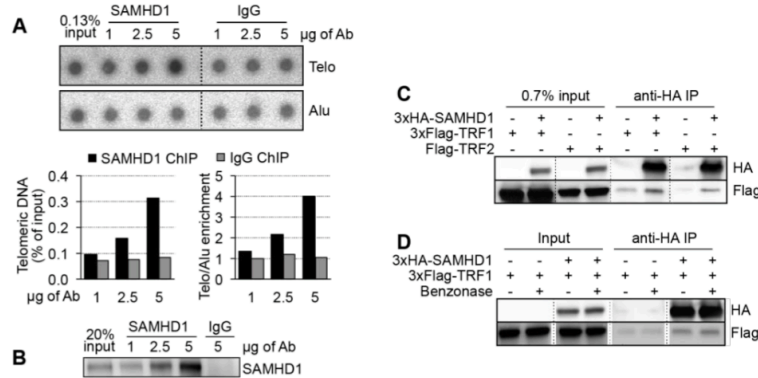 A
SAMHD1 IgG
0.13% input 1 2.5 5 1 2.5 5 µg of Ab
Telo
Alu
SAMHD1 ChIP IgG ChIP
Telomeric DNA (% of input)
0.4
0.3
0.2
0.1
0.0
µg of Ab 1 2.5 5
Telo/Alu enrichment
5
4
3
2
1
0
1 2.5 5
B
20% input SAMHD1 IgG
1 2.5 5 5 µg of Ab
SAMHD1
C
0.7% input anti-HA IP
3xHA-SAMHD1 - + - + - + - +
3xFlag-TRF1 + + + +
Flag-TRF2 + + + +
HA
Flag
D
Input anti-HA IP
3xHA-SAMHD1 - - + + - - + +
3xFlag-TRF1 + + + + + + + +
Benzonase - + - + - + - +
HA
Flag